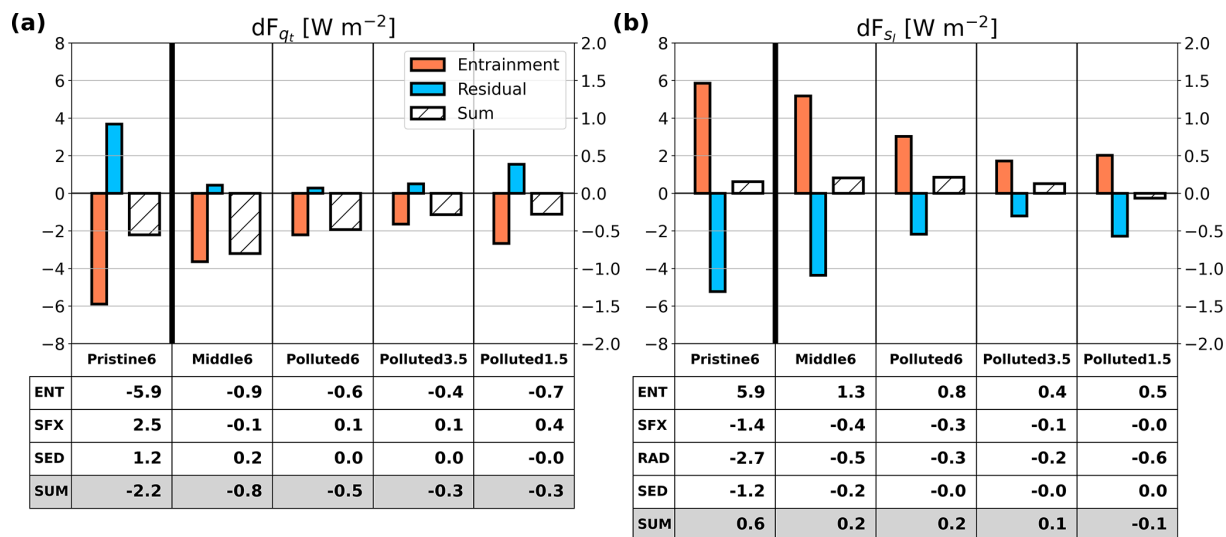 (a)
dF_{q_t} [W m^{-2}]
8
6
4
2
0
−2
−4
−6
−8
2.0
1.5
1.0
0.5
0.0
−0.5
−1.0
−1.5
−2.0
Entrainment
Residual
Sum
Pristine6 Middle6 Polluted6 Polluted3.5 Polluted1.5
ENT -5.9 -0.9 -0.6 -0.4 -0.7
SFX 2.5 -0.1 0.1 0.1 0.4
SED 1.2 0.2 0.0 0.0 -0.0
SUM -2.2 -0.8 -0.5 -0.3 -0.3
(b)
dF_{s_l} [W m^{-2}]
8
6
4
2
0
−2
−4
−6
−8
2.0
1.5
1.0
0.5
0.0
−0.5
−1.0
−1.5
−2.0
Pristine6 Middle6 Polluted6 Polluted3.5 Polluted1.5
ENT 5.9 1.3 0.8 0.4 0.5
SFX -1.4 -0.4 -0.3 -0.1 -0.0
RAD -2.7 -0.5 -0.3 -0.2 -0.6
SED -1.2 -0.2 -0.0 -0.0 0.0
SUM 0.6 0.2 0.2 0.1 -0.1